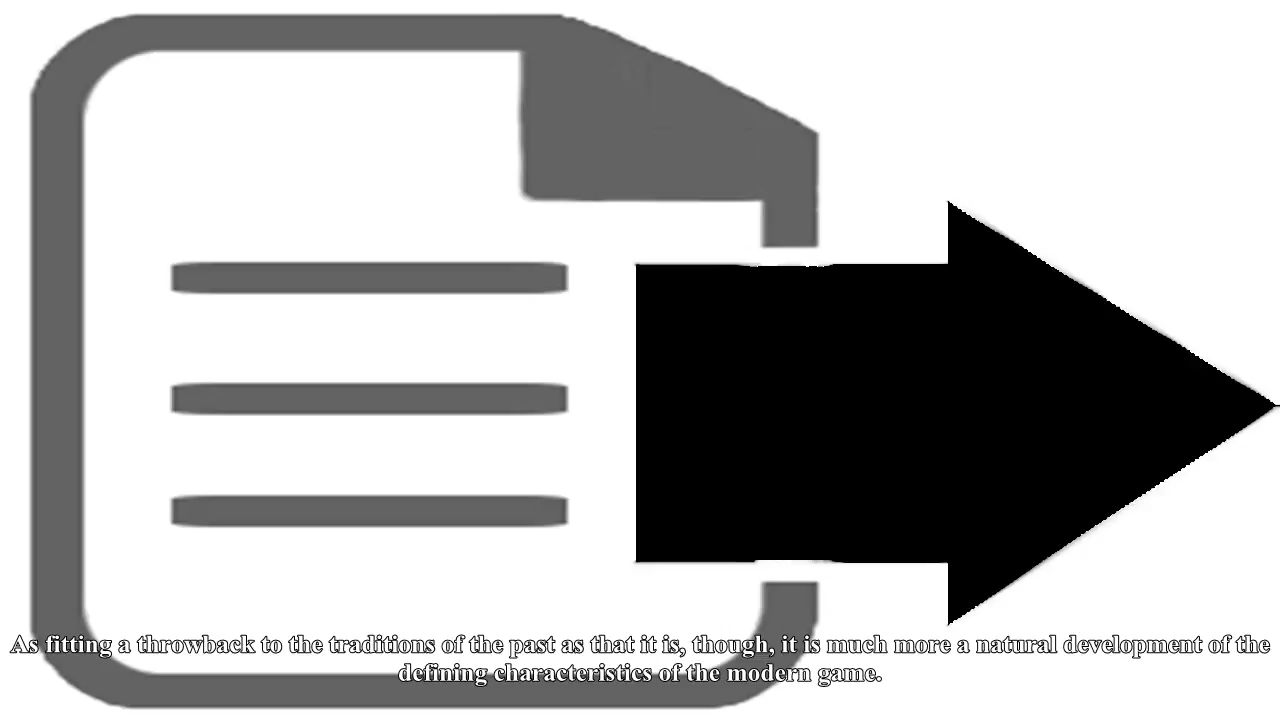 As fitting a throwback to the traditions of the past as that it is, though, it is much more a natural development of the
defining characteristics of the modern game.